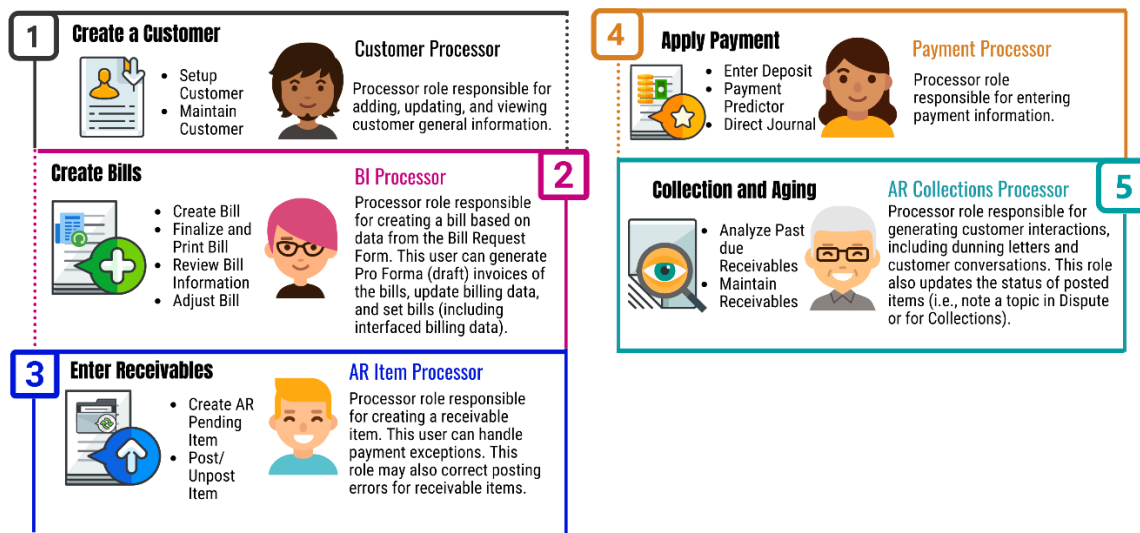 1
Create a Customer
• Setup
Customer
• Maintain
Customer
Customer Processor
Processor role responsible for
adding, updating, and viewing
customer general information.
2
Create Bills
• Create Bill
• Finalize and
Print Bill
• Review Bill
Information
• Adjust Bill
BI Processor
Processor role responsible
for creating a bill based on
data from the Bill Request
Form. This user can generate
Pro Forma (draft) invoices of
the bills, update billing data,
and set bills (including
interfaced billing data).
3
Enter Receivables
• Create AR
Pending
Item
• Post/
Unpost
Item
AR Item Processor
Processor role responsible
for creating a receivable
item. This user can handle
payment exceptions. This
role may also correct posting
errors for receivable items.
4
Apply Payment
• Enter Deposit
• Payment
Predictor
• Direct Journal
Payment Processor
Processor role
responsible for entering
payment information.
5
Collection and Aging
• Analyze Past
due
Receivables
• Maintain
Receivables
AR Collections Processor
Processor role responsible for
generating customer interactions,
including dunning letters and
customer conversations. This role
also updates the status of posted
items (i.e., note a topic in Dispute
or for Collections).